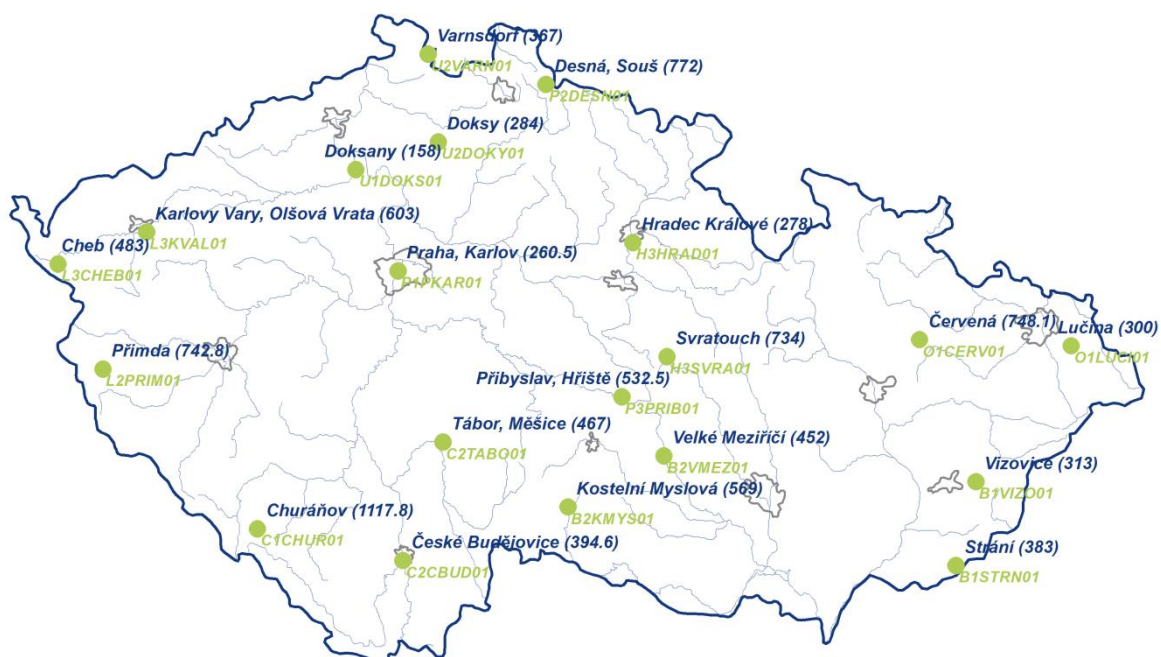 Varnsdorf (367)
U2VARN01
Desná, Souš (772)
P2DESN01
Doksy (284)
U2DOKY01
Doksany (158)
U1DOKS01
Karlovy Vary, Olšová Vrata (603)
L3KVAL01
Cheb (483)
L3CHEB01
Praha, Karlov (260.5)
P1PKAR01
Hradec Králové (278)
H3HRAD01
Červená (748.1)
O1CERV01
Lučina (300)
O1LUCI01
Svratouch (734)
H3SVRA01
Přimda (742.8)
L2PRIM01
Přibyslav, Hřiště (532.5)
P3PRIB01
Tábor, Měšice (467)
C2TABO01
Velké Meziříčí (452)
B2VMEZ01
Vizovice (313)
B1VIZO01
Kostelní Myslová (569)
B2KMYS01
Churáňov (1117.8)
C1CHUR01
České Budějovice (394.6)
C2CBUD01
Strání (383)
B1STRN01